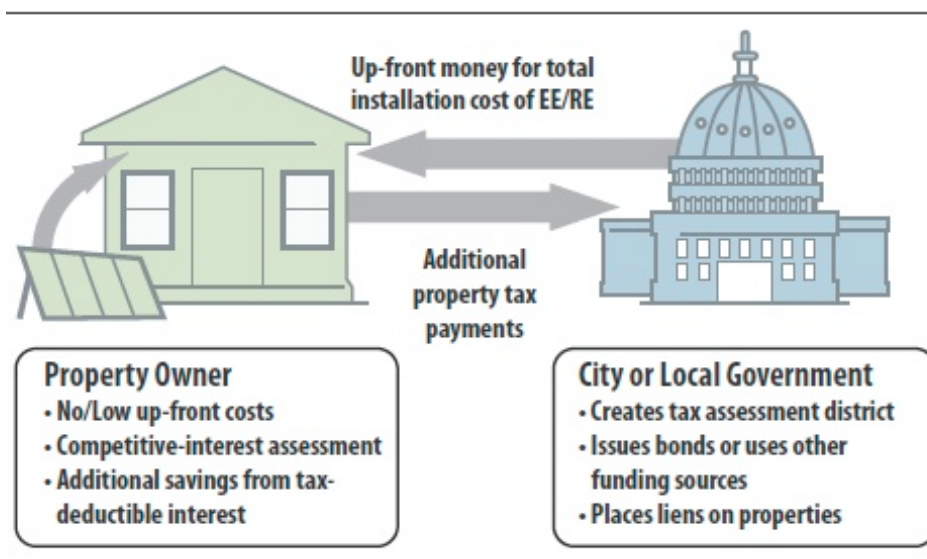 Up-front money for total
installation cost of EE/RE
Additional
property tax
payments
Property Owner
• No/Low up-front costs
• Competitive-interest assessment
• Additional savings from tax-
deductible interest
City or Local Government
• Creates tax assessment district
• Issues bonds or uses other
funding sources
• Places liens on properties